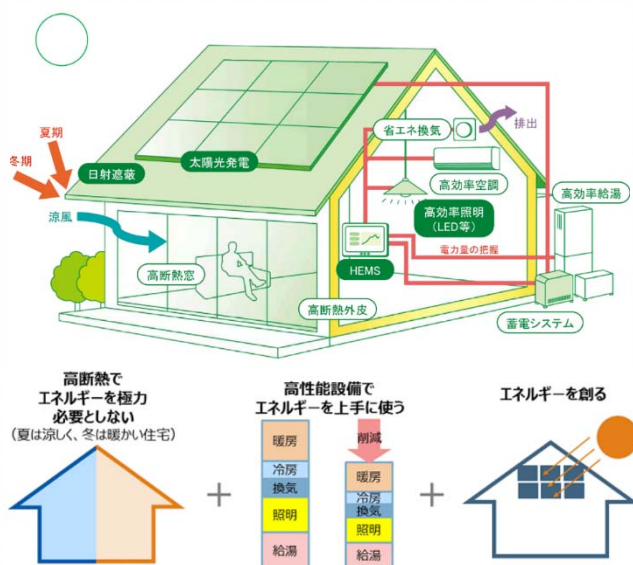 夏期
冬期
日射遮蔽
太陽光発電
涼風
高断熱窓
省エネ換気
排出
高効率空調
高効率給湯
高効率照明
(LED等)
HEMS
電力量の把握
高断熱外皮
蓄電システム
高断熱で
エネルギーを極力
必要としない
(夏は涼しく、冬は暖かい住宅)
高性能設備で
エネルギーを上手に使う
暖房
冷房
換気
照明
給湯
削減
暖房
冷房
換気
照明
給湯
エネルギーを創る